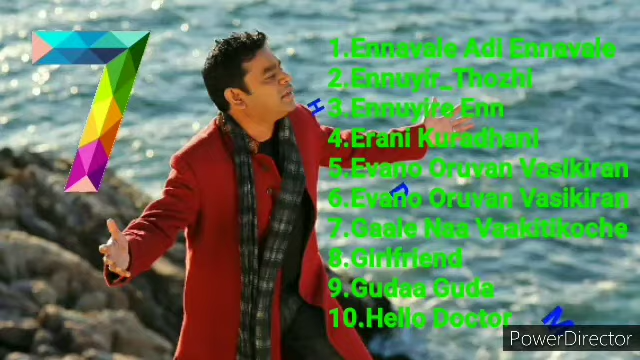 7
1.Ennavale Adi Ennavale
2.Ennuyir_Thozhi
3.Ennuyire Enn
4.Erani Kuradhani
5.Evano Oruvan Vasikiran
6.Evano Oruvan Vasikiran
7.Gaale Naa Vaakitikoche
8.Girlfriend
9.Gudaa Guda
10.Hello Doctor
H
D
PowerDirector